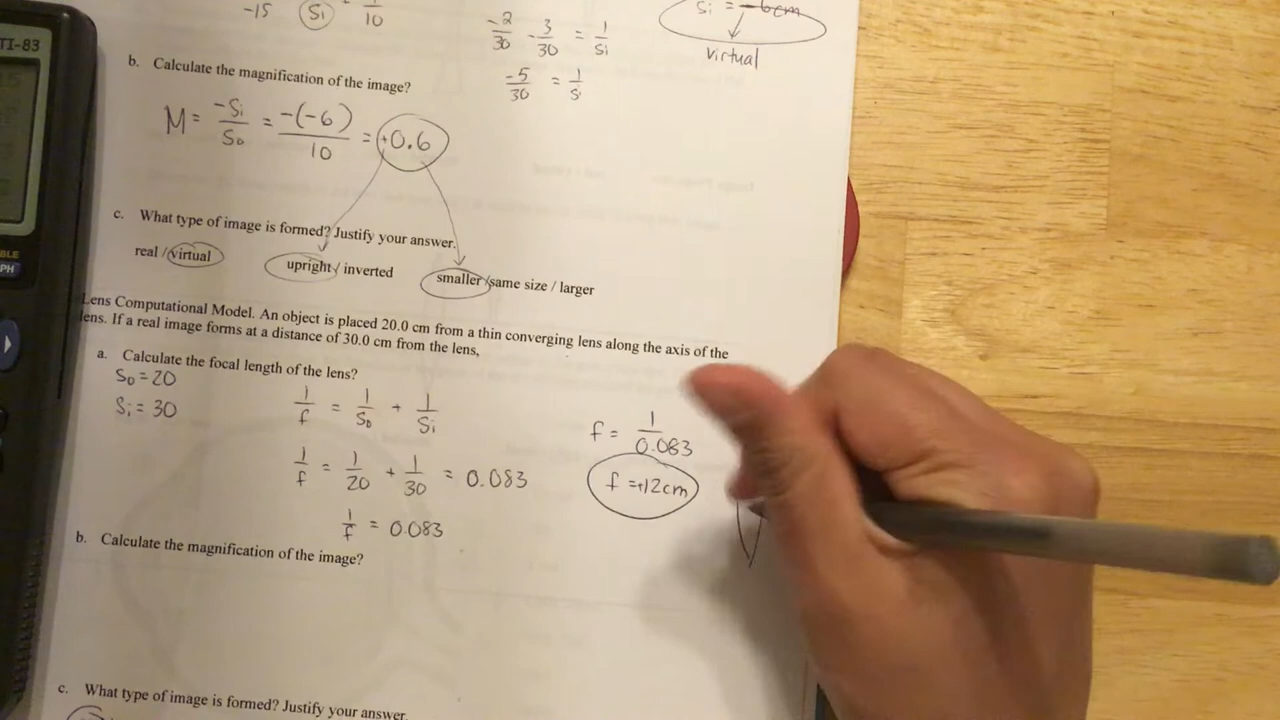 TI-83
-15 Si 10
-2/30 - 3/30 = 1/Si
Si = -6cm
virtual
-5/30 = 1/Si
b. Calculate the magnification of the image?
M = -Si/So = -(-6)/10 = +0.6
c. What type of image is formed? Justify your answer.
real / virtual upright / inverted smaller / same size / larger
Lens Computational Model. An object is placed 20.0 cm from a thin converging lens along the axis of the
lens. If a real image forms at a distance of 30.0 cm from the lens,
a. Calculate the focal length of the lens?
So = 20
Si = 30
1/f = 1/So + 1/Si
1/f = 1/20 + 1/30 = 0.083
1/f = 0.083
f = 1/0.083
f = +12cm
b. Calculate the magnification of the image?
c. What type of image is formed? Justify your answer.